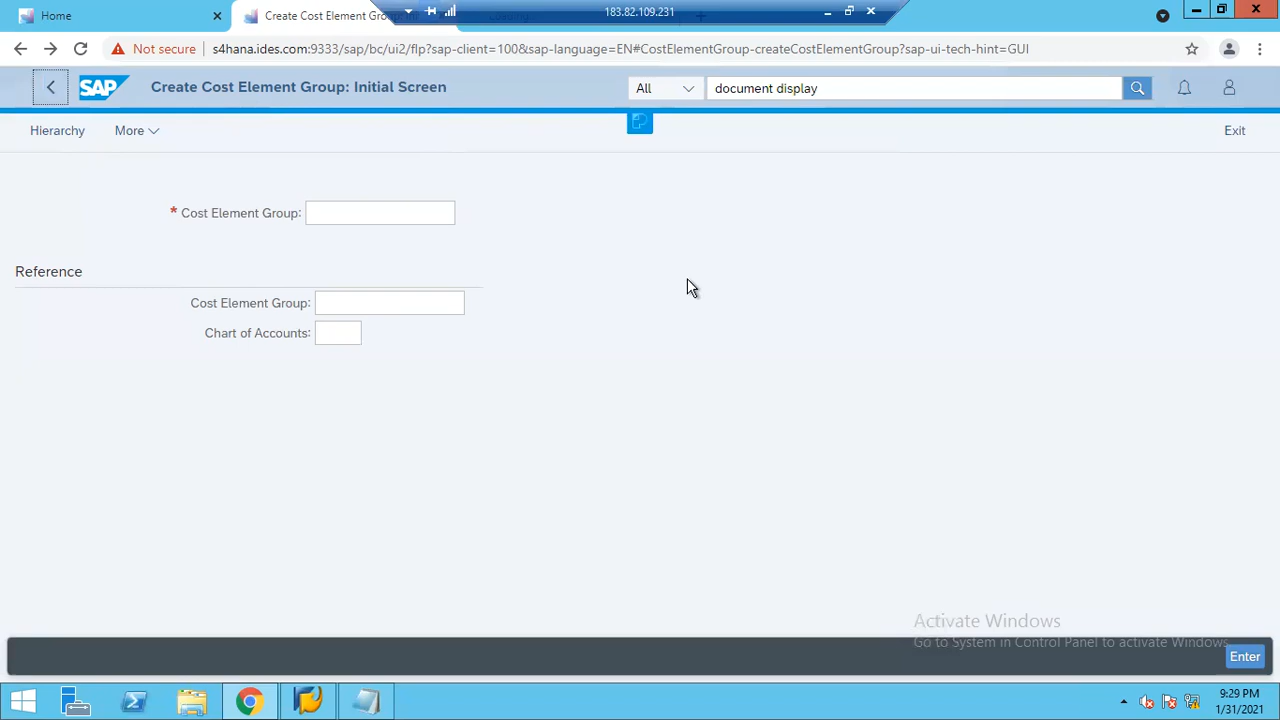 Home
Create Cost Element Group: Ini
183.82.109.231
Not secure
s4hana.ides.com:9333/sap/bc/ui2/flp?sap-client=100&sap-language=EN#CostElementGroup-createCostElementGroup?sap-ui-tech-hint=GUI
SAP
Create Cost Element Group: Initial Screen
All
document display
Hierarchy
More
Exit
* Cost Element Group:
Reference
Cost Element Group:
Chart of Accounts:
Activate Windows
Go to System in Control Panel to activate Windows.
Enter
9:29 PM
1/31/2021